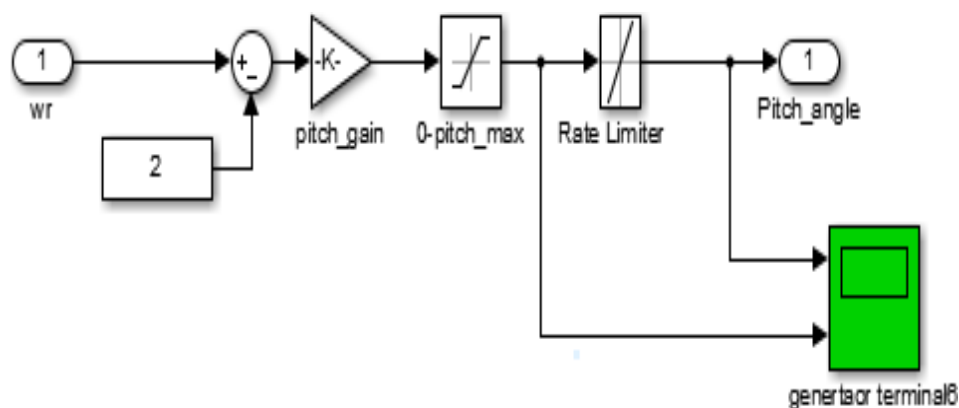 1
wr
+
-
2
-K-
pitch_gain
0-pitch_max
Rate Limiter
1
Pitch_angle
genertaor terminal6